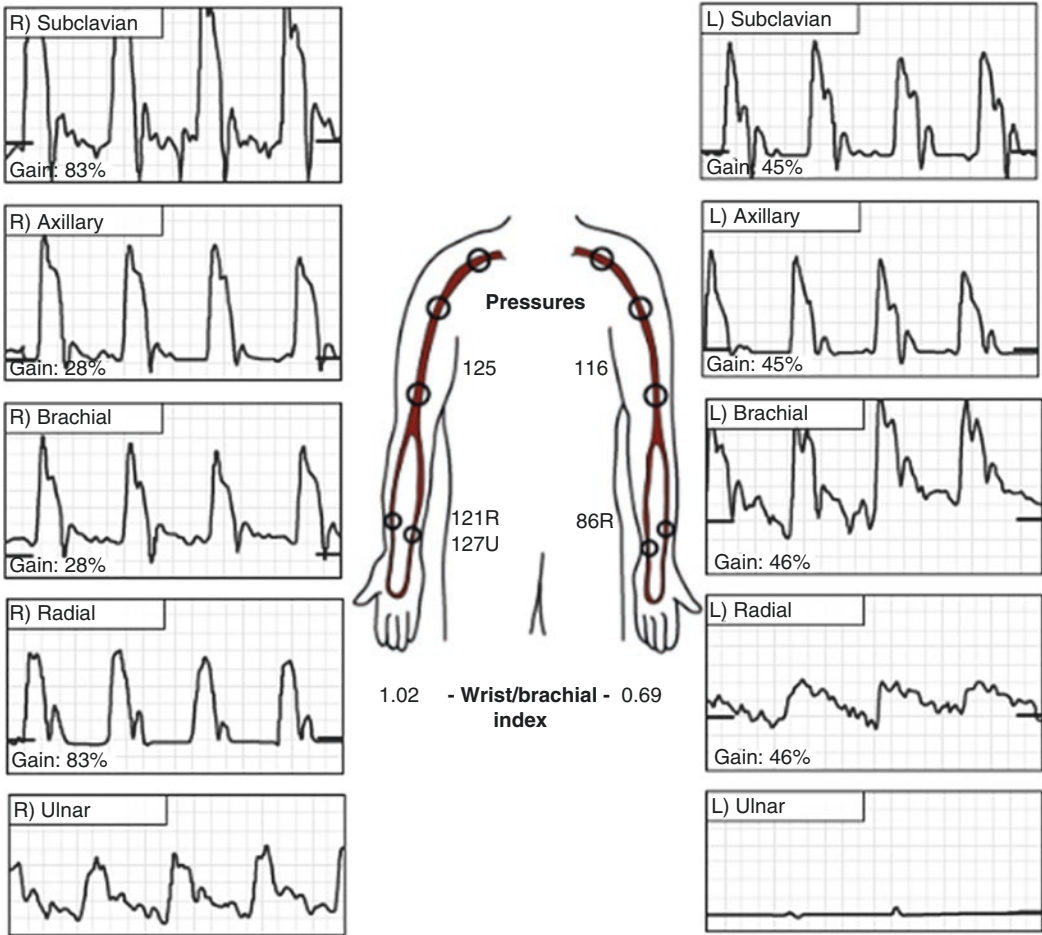 R) Subclavian
Gain: 83%
R) Axillary
Gain: 28%
R) Brachial
Gain: 28%
R) Radial
Gain: 83%
R) Ulnar
Pressures
125
116
121R
127U
86R
1.02 - Wrist/brachial - 0.69
index
L) Subclavian
Gain: 45%
L) Axillary
Gain: 45%
L) Brachial
Gain: 46%
L) Radial
Gain: 46%
L) Ulnar